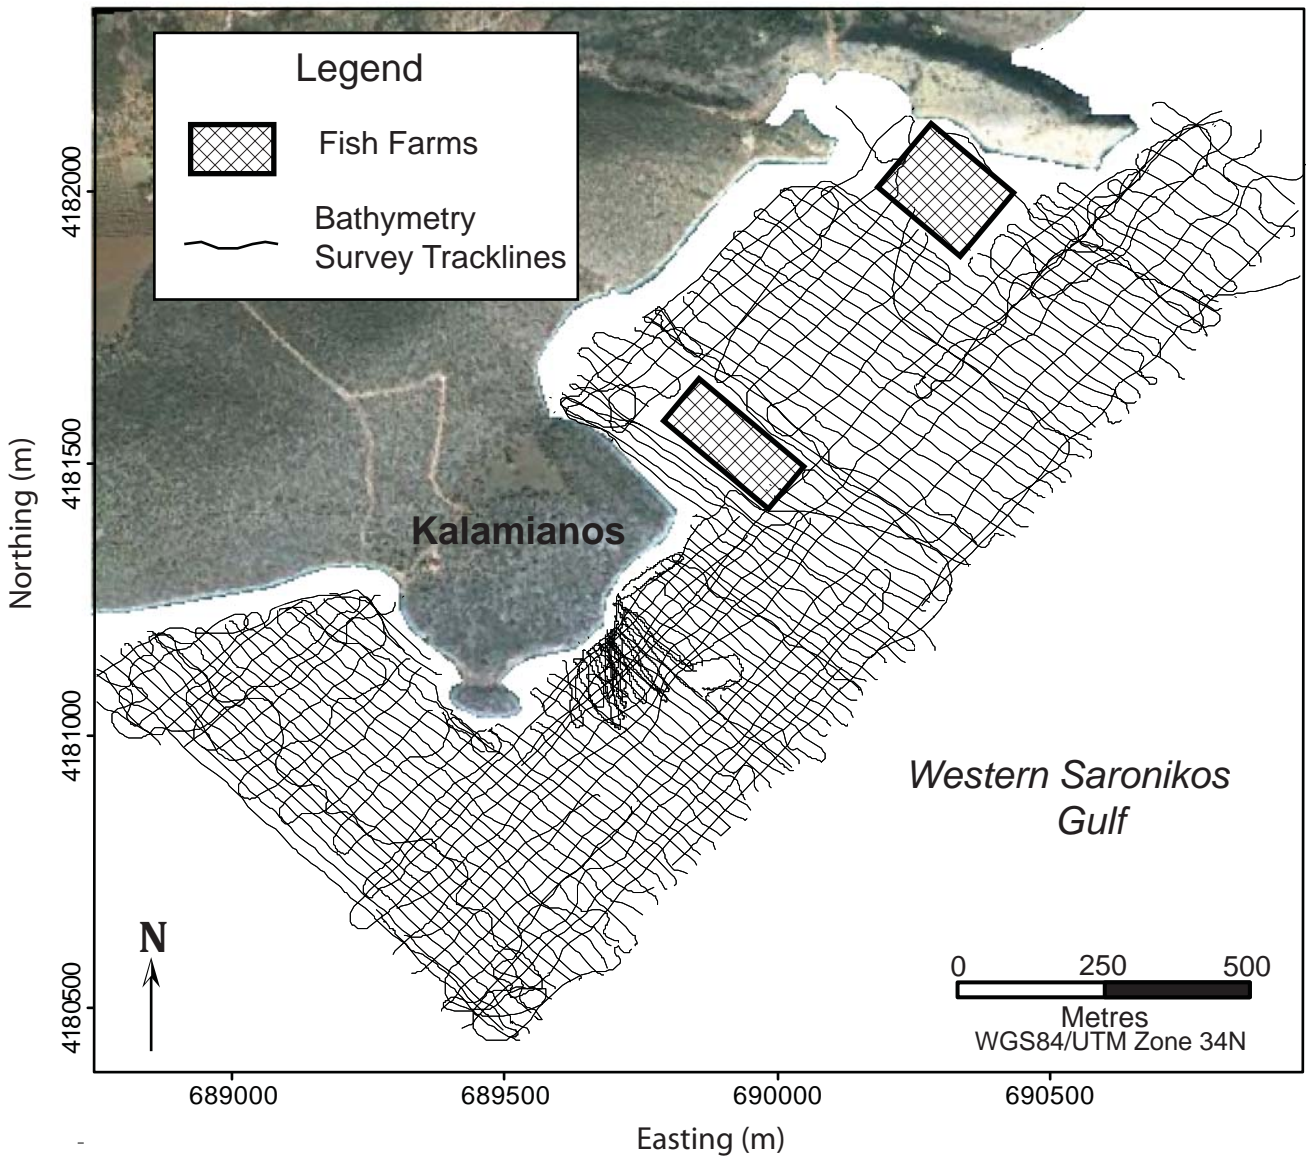 Legend
Fish Farms
Bathymetry
Survey Tracklines
4182000
4181500
4181000
4180500
Northing (m)
Kalamianos
Western Saronikos
Gulf
N
0 250 500
Metres
WGS84/UTM Zone 34N
689000 689500 690000 690500
Easting (m)